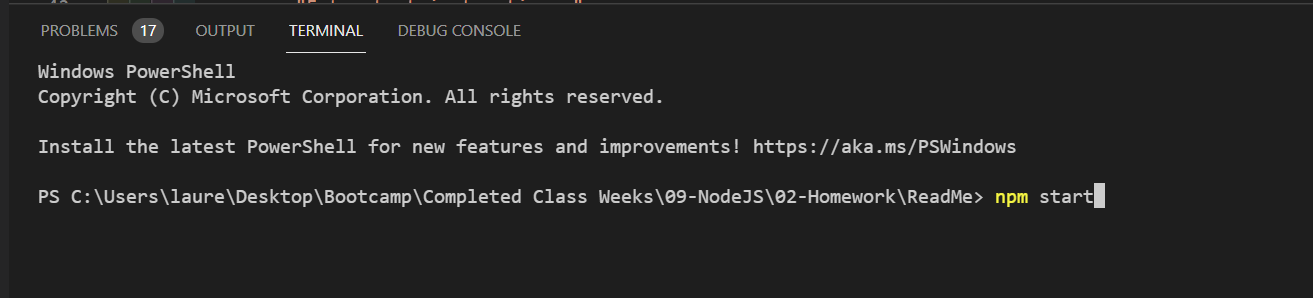 PROBLEMS 17 OUTPUT TERMINAL DEBUG CONSOLE
Windows PowerShell
Copyright (C) Microsoft Corporation. All rights reserved.
Install the latest PowerShell for new features and improvements! https://aka.ms/PSWindows
PS C:\Users\laure\Desktop\Bootcamp\Completed Class Weeks\09-NodeJS\02-Homework\ReadMe> npm start